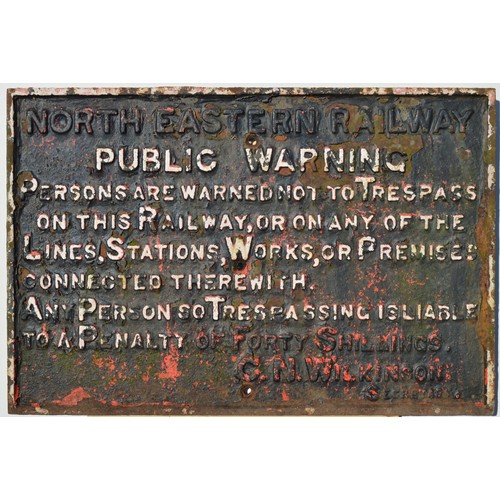 NORTH EASTERN RAILWAY
PUBLIC WARNING
PERSONS ARE WARNED NOT TO TRESPASS
ON THIS RAILWAY, OR ON ANY OF THE
LINES, STATIONS, WORKS, OR PREMISES
CONNECTED THEREWITH.
ANY PERSON SO TRESPASSING IS LIABLE
TO A PENALTY OF FORTY SHILLINGS.
C. N. WILKINSON.
SECRETARY.